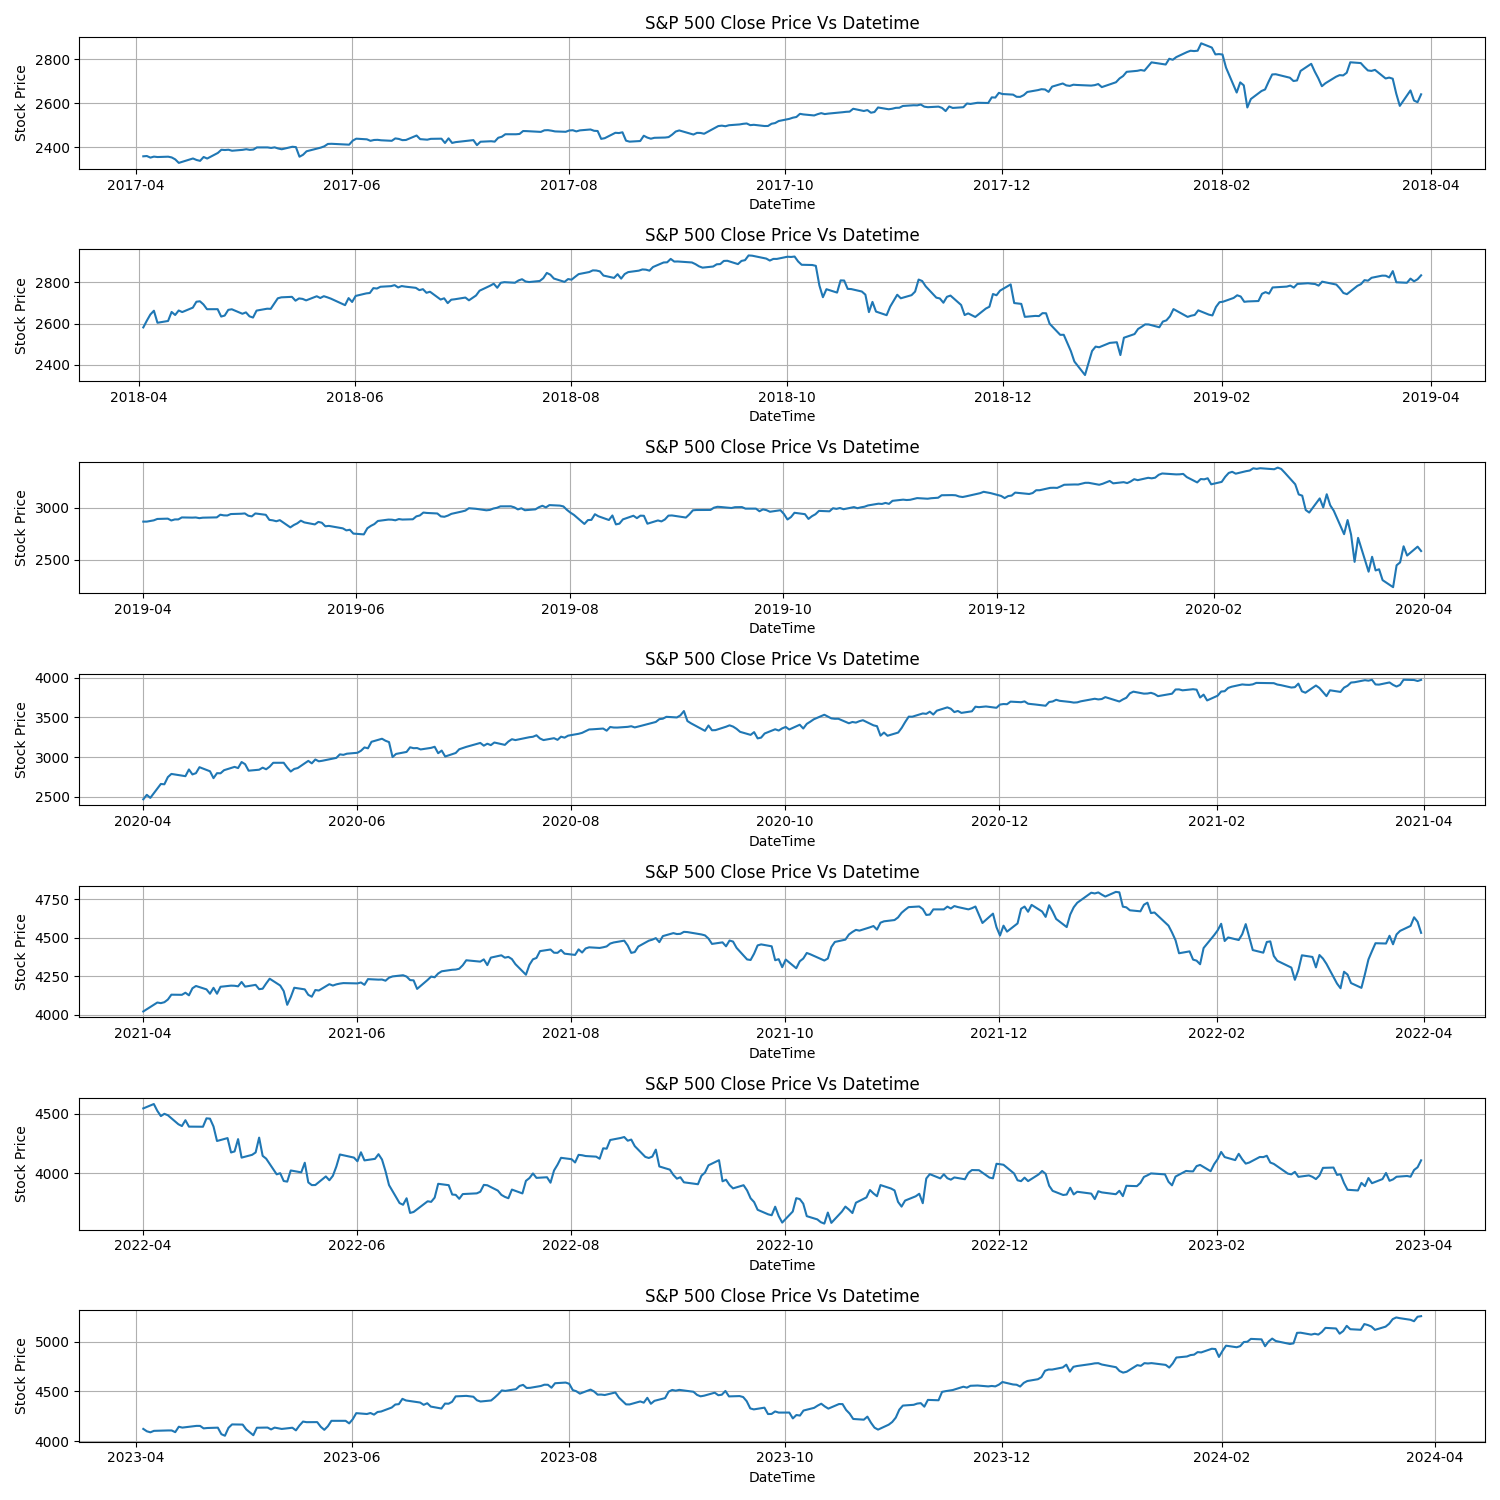 S&P 500 Close Price Vs Datetime
Stock Price
2800
2600
2400
2017-04 2017-06 2017-08 2017-10 2017-12 2018-02 2018-04
DateTime
S&P 500 Close Price Vs Datetime
Stock Price
2800
2600
2400
2018-04 2018-06 2018-08 2018-10 2018-12 2019-02 2019-04
DateTime
S&P 500 Close Price Vs Datetime
Stock Price
3000
2500
2019-04 2019-06 2019-08 2019-10 2019-12 2020-02 2020-04
DateTime
S&P 500 Close Price Vs Datetime
Stock Price
4000
3500
3000
2500
2020-04 2020-06 2020-08 2020-10 2020-12 2021-02 2021-04
DateTime
S&P 500 Close Price Vs Datetime
Stock Price
4750
4500
4250
4000
2021-04 2021-06 2021-08 2021-10 2021-12 2022-02 2022-04
DateTime
S&P 500 Close Price Vs Datetime
Stock Price
4500
4000
2022-04 2022-06 2022-08 2022-10 2022-12 2023-02 2023-04
DateTime
S&P 500 Close Price Vs Datetime
Stock Price
5000
4500
4000
2023-04 2023-06 2023-08 2023-10 2023-12 2024-02 2024-04
DateTime